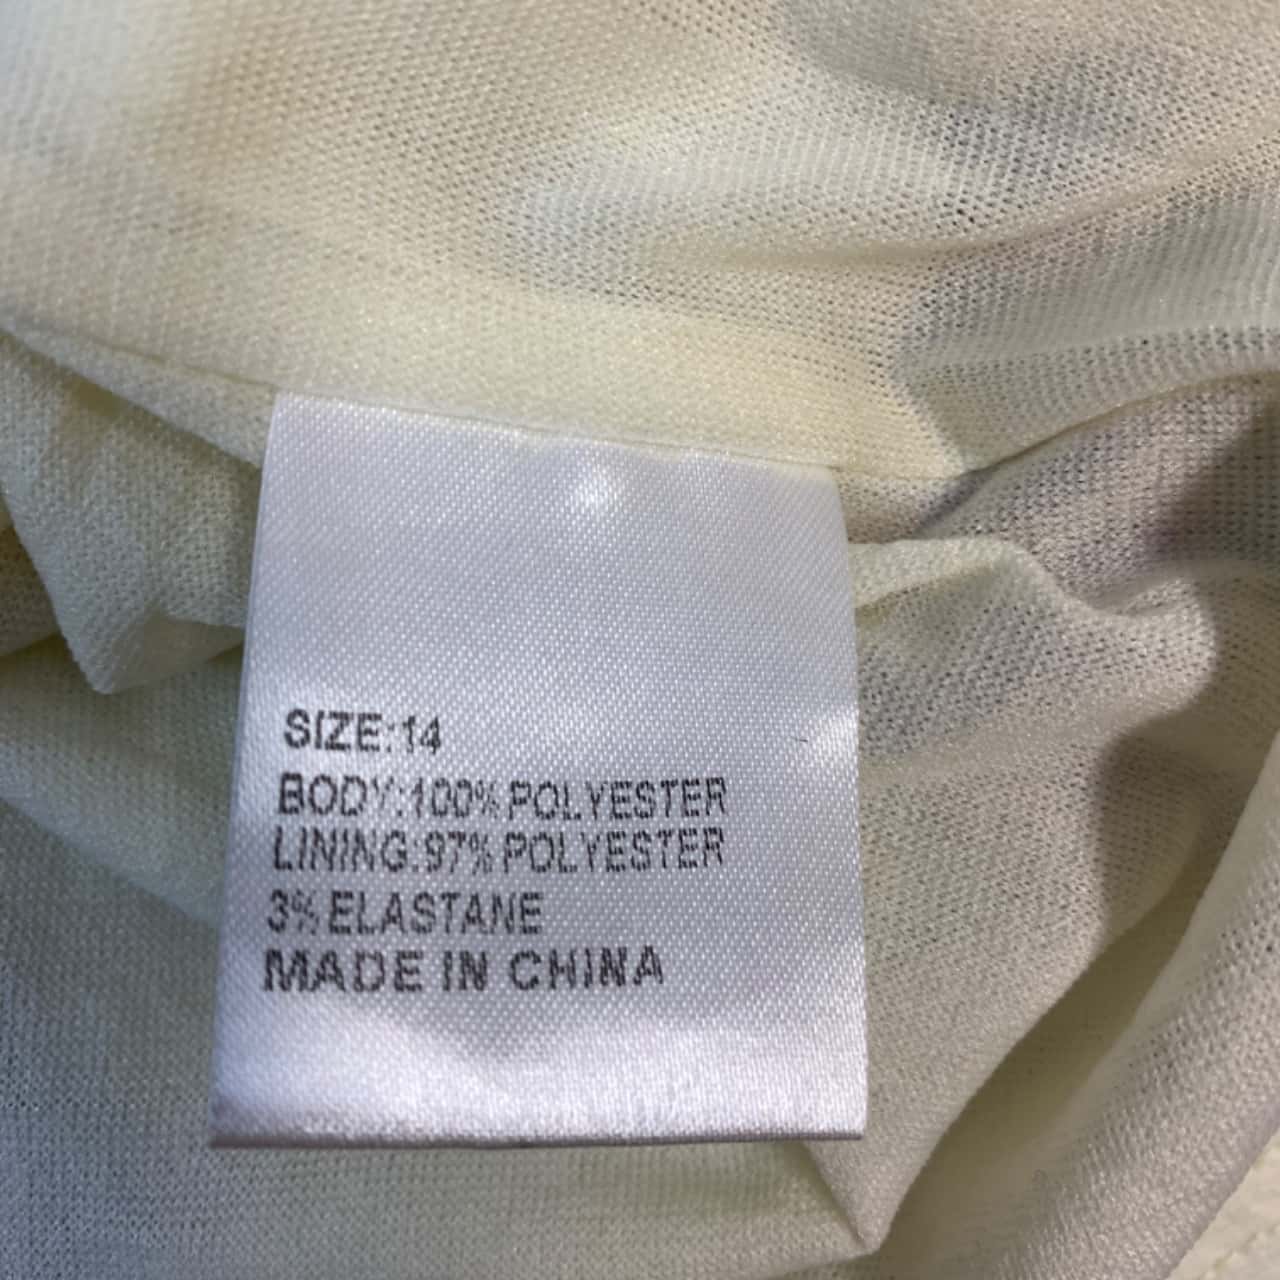 SIZE:14
BODY:100% POLYESTER
LINING:97% POLYESTER
3% ELASTANE
MADE IN CHINA